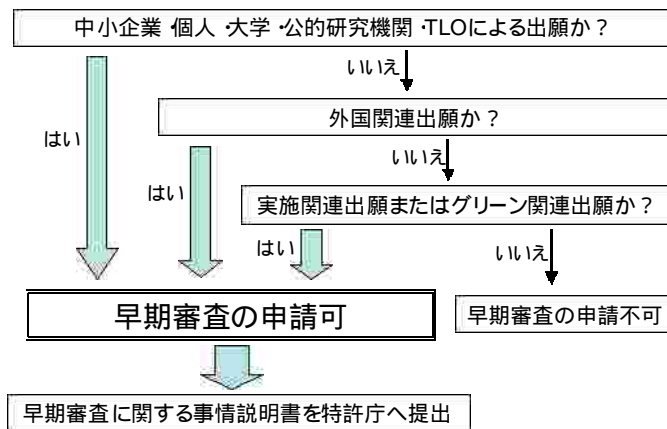 中小企業・個人・大学・公的研究機関・TLOによる出願か？
いいえ
はい
外国関連出願か？
いいえ
はい
実施関連出願またはグリーン関連出願か？
はい
いいえ
早期審査の申請可
早期審査の申請不可
早期審査に関する事情説明書を特許庁へ提出